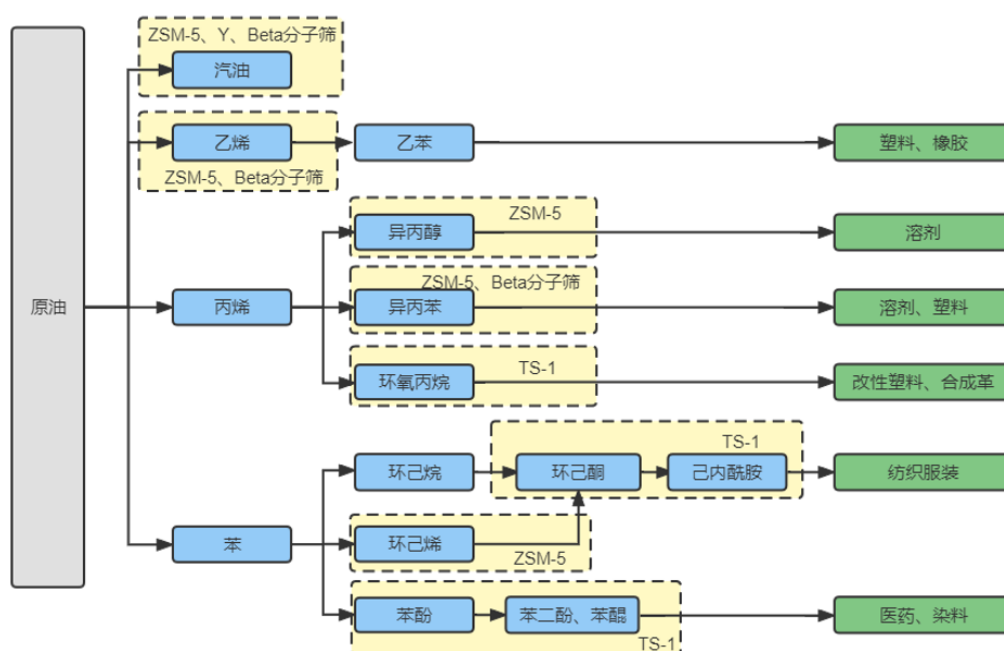 ZSM-5、Y、Beta分子筛
汽油
乙烯
乙苯
塑料、橡胶
ZSM-5、Beta分子筛
ZSM-5
异丙醇
溶剂
ZSM-5、Beta分子筛
原油
丙烯
异丙苯
溶剂、塑料
TS-1
环氧丙烷
改性塑料、合成革
TS-1
环己烷
环己酮
己内酰胺
纺织服装
苯
环己烯
ZSM-5
苯酚
苯二酚、苯醌
医药、染料
TS-1